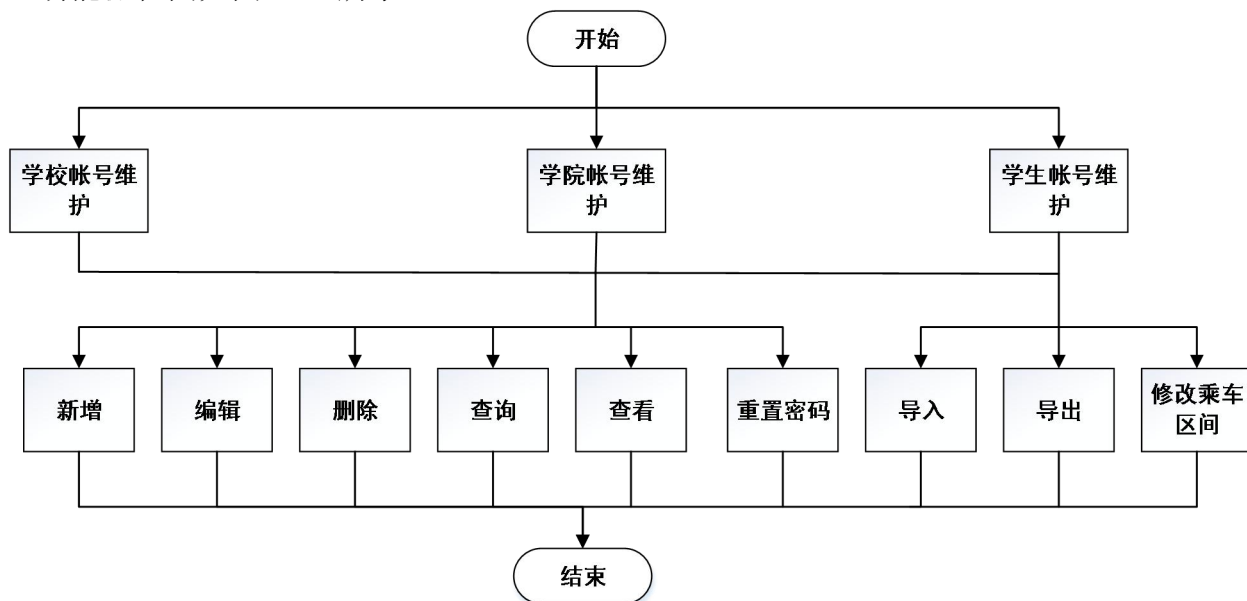 开始
学校帐号维
护
学院帐号维
护
学生帐号维
护
新增
编辑
删除
查询
查看
重置密码
导入
导出
修改乘车
区间
结束